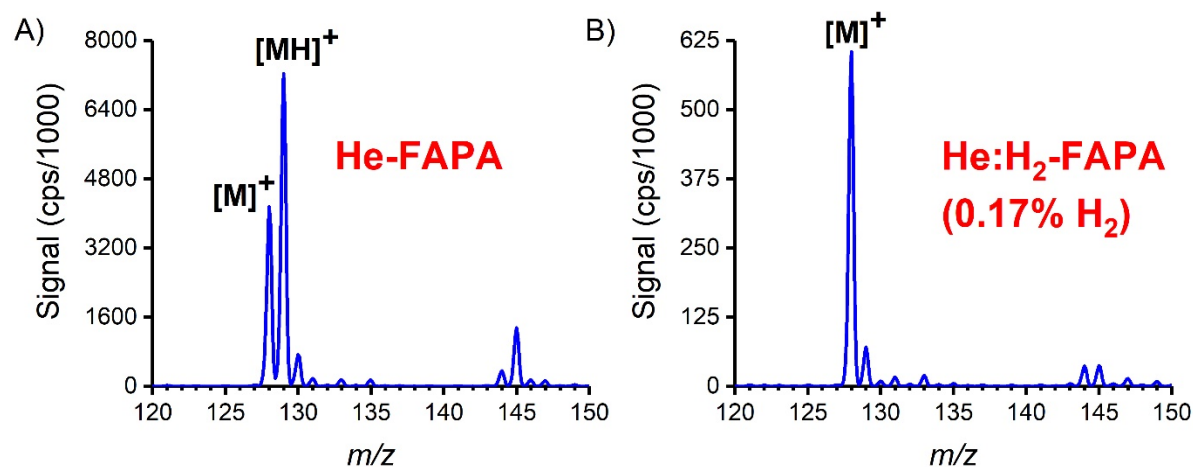 A)
Signal (cps/1000)
8000
6400
4800
3200
1600
0
[M]+
[MH]+
He-FAPA
120 125 130 135 140 145 150
m/z
B)
Signal (cps/1000)
625
500
375
250
125
0
[M]+
He:H2-FAPA
(0.17% H2)
120 125 130 135 140 145 150
m/z